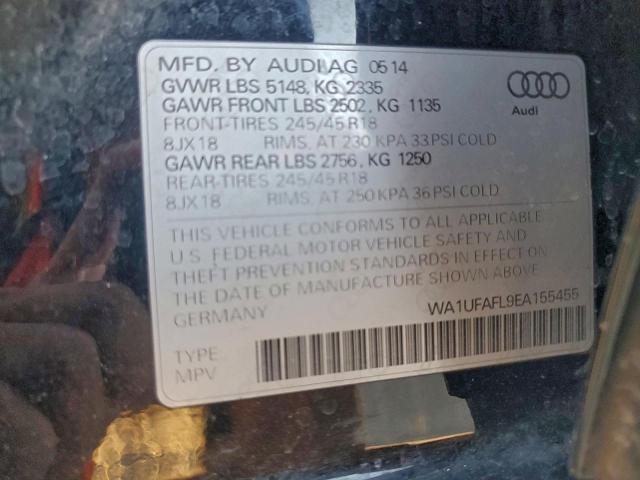 MFD. BY AUDI AG 05 14
GVWR LBS 5148, KG 2335
GAWR FRONT LBS 2502, KG 1135
FRONT-TIRES 245/45 R18
8JX18 RIMS, AT 230 KPA 33 PSI COLD
GAWR REAR LBS 2756, KG 1250
REAR-TIRES 245/45 R18
8JX18 RIMS, AT 250 KPA 36 PSI COLD
Audi
THIS VEHICLE CONFORMS TO ALL APPLICABLE
U.S. FEDERAL MOTOR VEHICLE SAFETY AND
THEFT PREVENTION STANDARDS IN EFFECT ON
THE DATE OF MANUFACTURE SHOWN ABOVE
GERMANY
WA1UFAFL9EA155455
TYPE:
MPV